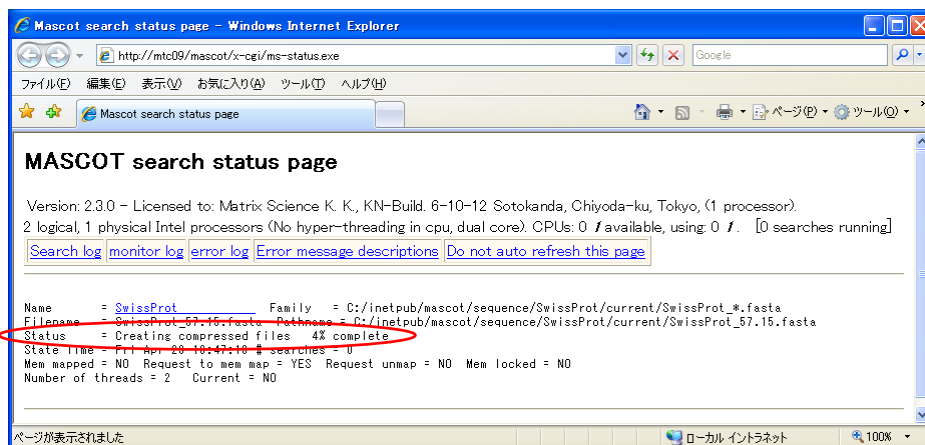 Mascot search status page - Windows Internet Explorer
http://mtc09/mascot/x-cgi/ms-status.exe
Google
ファイル(F) 編集(E) 表示(V) お気に入り(A) ツール(T) ヘルプ(H)
Mascot search status page
ページ(P) ツール(O)
MASCOT search status page
Version: 2.3.0 - Licensed to: Matrix Science K. K., KN-Build. 6-10-12 Sotokanda, Chiyoda-ku, Tokyo, (1 processor).
2 logical, 1 physical Intel processors (No hyper-threading in cpu, dual core). CPUs: 0 1 available, using: 0 1 . [0 searches running]
Search log monitor log error log Error message descriptions Do not auto refresh this page
Name = SwissProt Family = C:/inetpub/mascot/sequence/SwissProt/current/SwissProt_*.fasta
Filename = SwissProt_57.15.fasta Pathname = C:/inetpub/mascot/sequence/SwissProt/current/SwissProt_57.15.fasta
Status = Creating compressed files 4% complete
State Time = Fri Apr 20 # searches = 0
Mem mapped = NO Request to mem map = YES Request unmap = NO Mem locked = NO
Number of threads = 2 Current = NO
ページが表示されました
ローカル イントラネット
100%